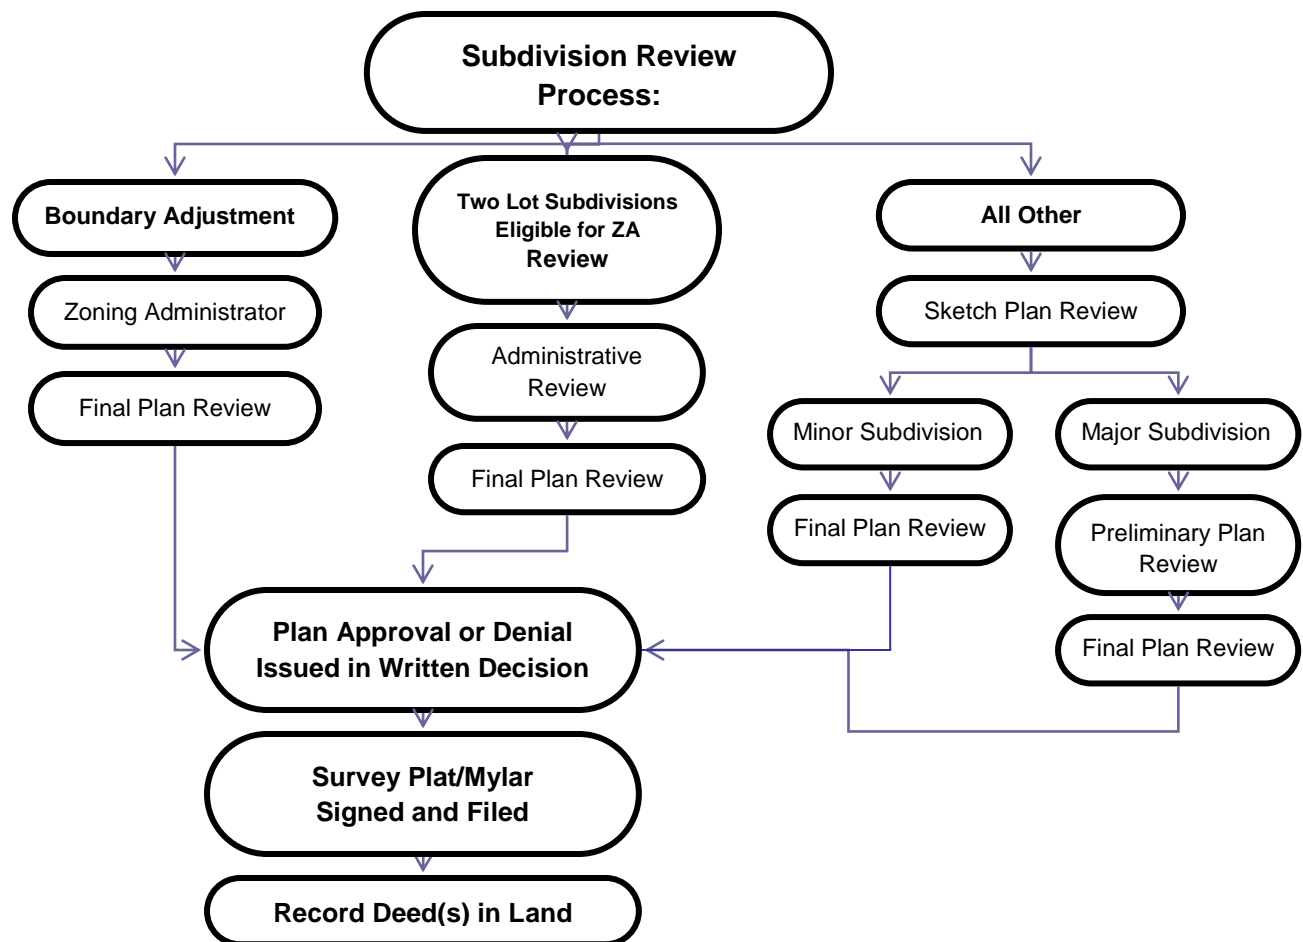 Subdivision Review
Process:
Boundary Adjustment
Zoning Administrator
Final Plan Review
Two Lot Subdivisions
Eligible for ZA
Review
Administrative
Review
Final Plan Review
All Other
Sketch Plan Review
Minor Subdivision
Final Plan Review
Major Subdivision
Preliminary Plan
Review
Final Plan Review
Plan Approval or Denial
Issued in Written Decision
Survey Plat/Mylar
Signed and Filed
Record Deed(s) in Land